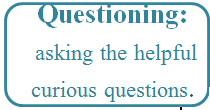 Questioning:
asking the helpful
curious questions.